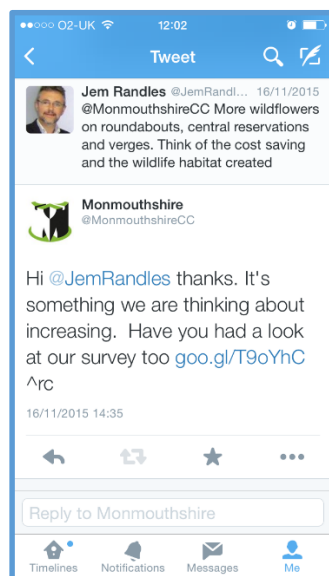 ●●○○○ O2-UK 12:02
Tweet
Jem Randles @JemRandl... 16/11/2015
@MonmouthshireCC More wildflowers
on roundabouts, central reservations
and verges. Think of the cost saving
and the wildlife habitat created
Monmouthshire
@MonmouthshireCC
Hi @JemRandles thanks. It's
something we are thinking about
increasing.  Have you had a look
at our survey too goo.gl/T9oYhC
^rc
16/11/2015 14:35
Reply to Monmouthshire
Timelines Notifications Messages Me